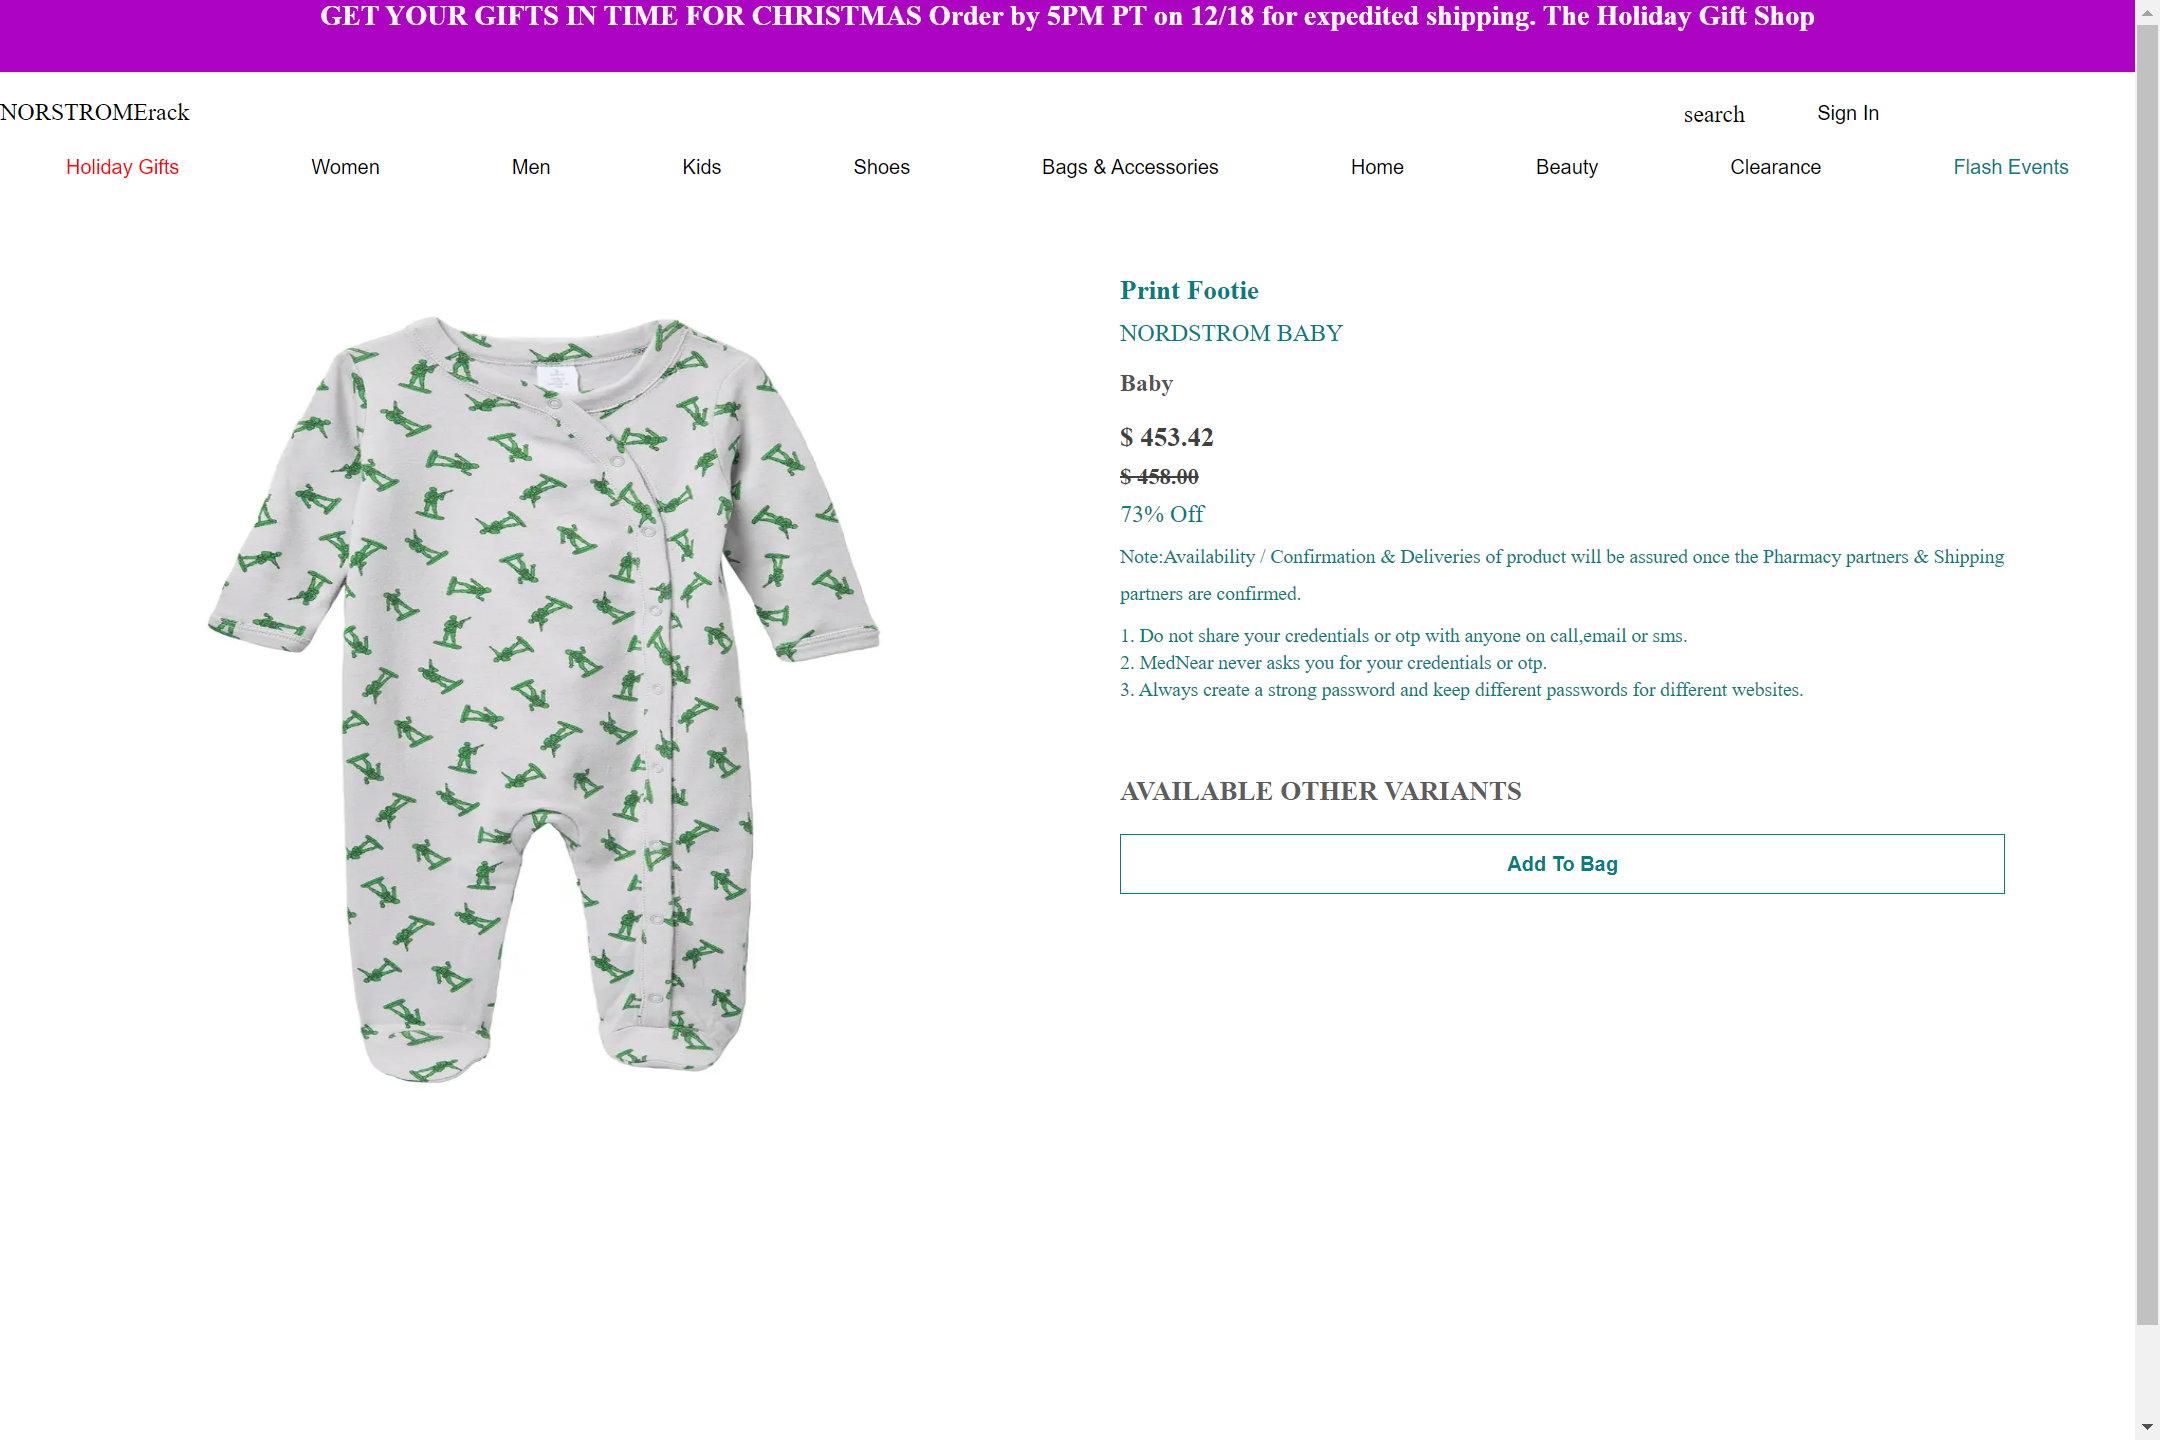 GET YOUR GIFTS IN TIME FOR CHRISTMAS Order by 5PM PT on 12/18 for expedited shipping. The Holiday Gift Shop
NORSTROMErack
search
Sign In
Holiday Gifts
Women
Men
Kids
Shoes
Bags & Accessories
Home
Beauty
Clearance
Flash Events
Print Footie
NORDSTROM BABY
Baby
$ 453.42
$ 458.00
73% Off
Note:Availability / Confirmation & Deliveries of product will be assured once the Pharmacy partners & Shipping
partners are confirmed.
1. Do not share your credentials or otp with anyone on call,email or sms.
2. MedNear never asks you for your credentials or otp.
3. Always create a strong password and keep different passwords for different websites.
AVAILABLE OTHER VARIANTS
Add To Bag